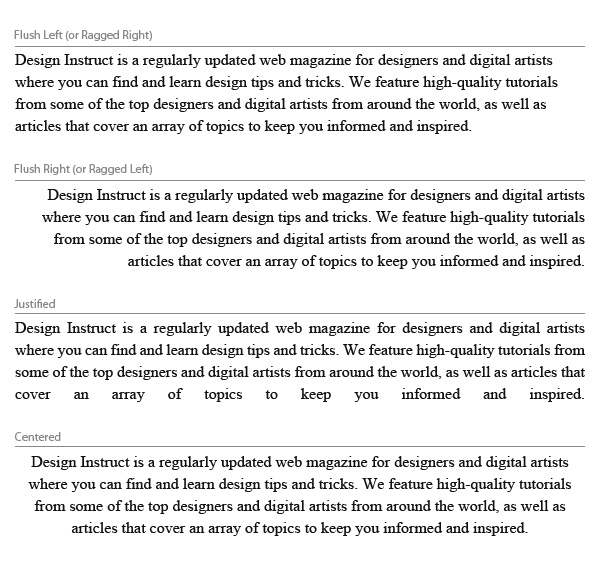 Flush Left (or Ragged Right)
Design Instruct is a regularly updated web magazine for designers and digital artists
where you can find and learn design tips and tricks. We feature high-quality tutorials
from some of the top designers and digital artists from around the world, as well as
articles that cover an array of topics to keep you informed and inspired.
Flush Right (or Ragged Left)
Design Instruct is a regularly updated web magazine for designers and digital artists
where you can find and learn design tips and tricks. We feature high-quality tutorials
from some of the top designers and digital artists from around the world, as well as
articles that cover an array of topics to keep you informed and inspired.
Justified
Design Instruct is a regularly updated web magazine for designers and digital artists
where you can find and learn design tips and tricks. We feature high-quality tutorials from
some of the top designers and digital artists from around the world, as well as articles that
cover an array of topics to keep you informed and inspired.
Centered
Design Instruct is a regularly updated web magazine for designers and digital artists
where you can find and learn design tips and tricks. We feature high-quality tutorials
from some of the top designers and digital artists from around the world, as well as
articles that cover an array of topics to keep you informed and inspired.